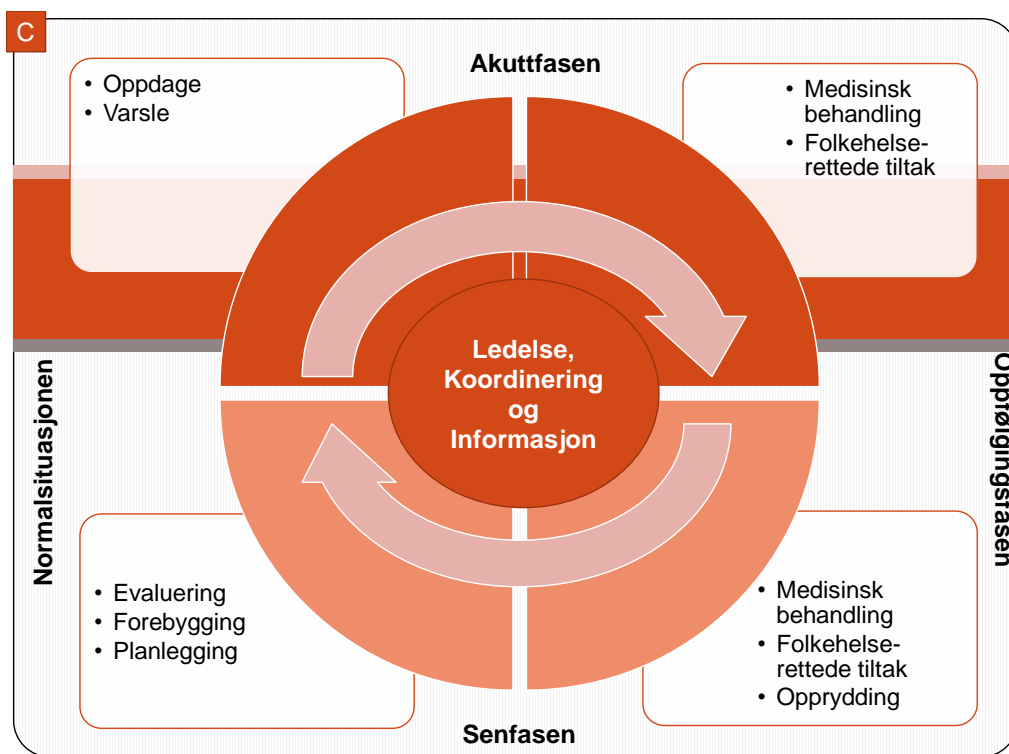 C
Akuttfasen
• Oppdage
• Varsle
• Medisinsk
behandling
• Folkehelse-
rettede tiltak
Ledelse,
Koordinering
og
Informasjon
Normalsituasjonen
Oppfølgingsfasen
• Evaluering
• Forebygging
• Planlegging
• Medisinsk
behandling
• Folkehelse-
rettede tiltak
• Opprydding
Senfasen